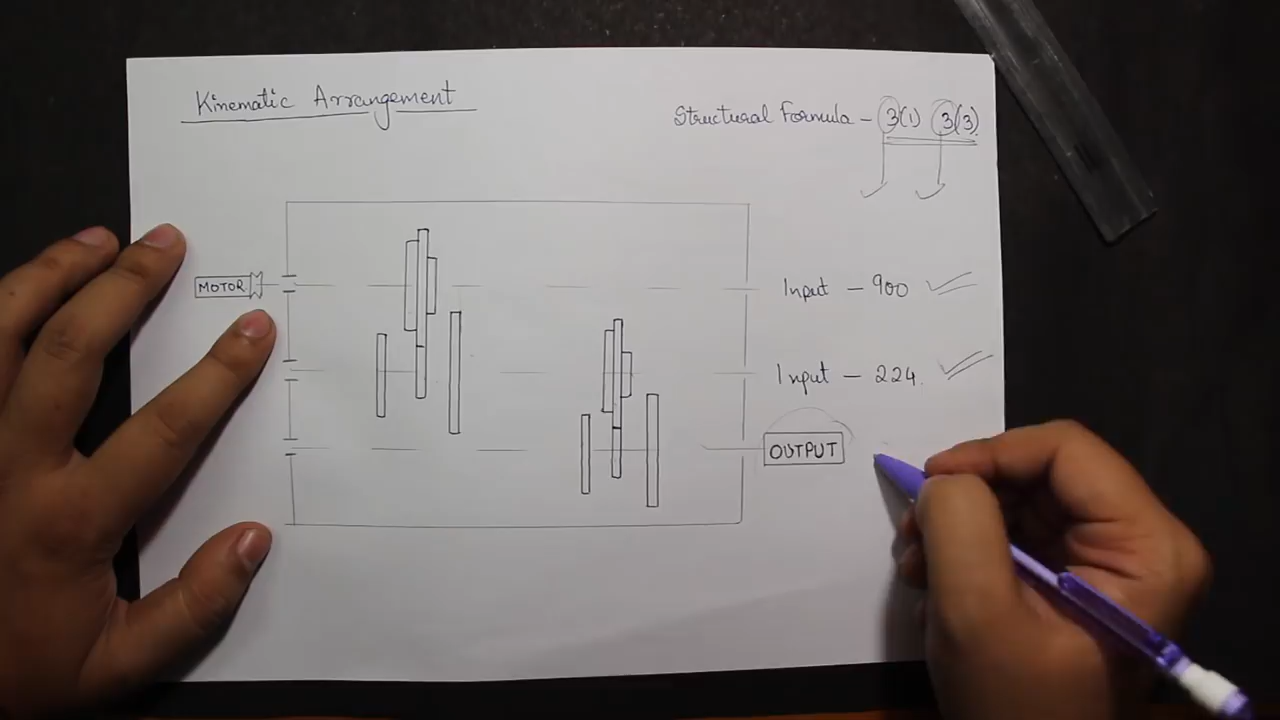 Kinematic Arrangement
Structural Formula - 3(1) 3(3)
MOTOR
Input - 900
Input - 224.
OUTPUT